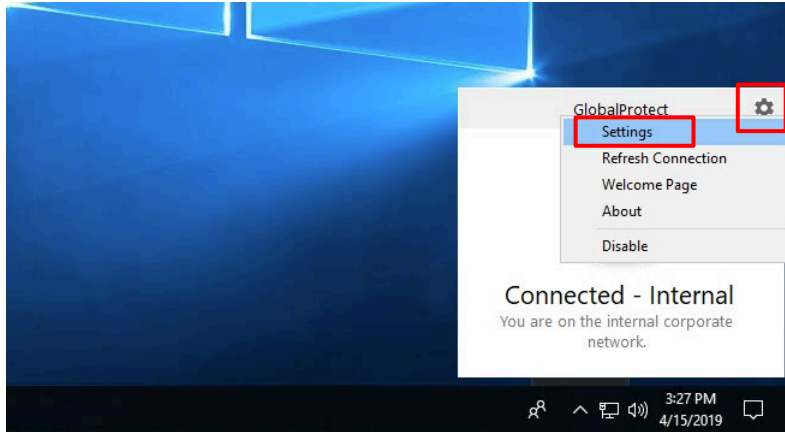 GlobalProtect
Settings
Refresh Connection
Welcome Page
About
Disable
Connected - Internal
You are on the internal corporate
network.
3:27 PM
4/15/2019